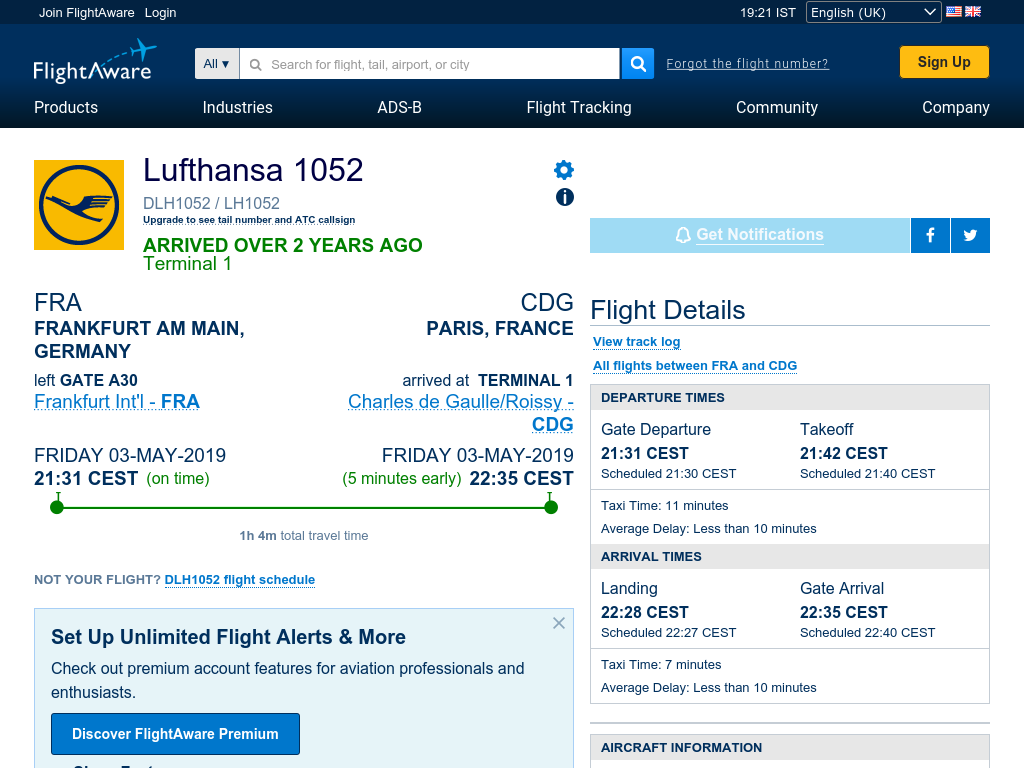 Join FlightAware Login
19:21 IST English (UK)
FlightAware
All ▾ Search for flight, tail, airport, or city
Forgot the flight number?
Sign Up
Products Industries ADS-B Flight Tracking Community Company
Lufthansa 1052
DLH1052 / LH1052
Upgrade to see tail number and ATC callsign
ARRIVED OVER 2 YEARS AGO
Terminal 1
Get Notifications
FRA
FRANKFURT AM MAIN,
GERMANY
CDG
PARIS, FRANCE
left GATE A30
Frankfurt Int'l - FRA
arrived at TERMINAL 1
Charles de Gaulle/Roissy -
CDG
FRIDAY 03-MAY-2019
21:31 CEST (on time)
FRIDAY 03-MAY-2019
(5 minutes early) 22:35 CEST
1h 4m total travel time
NOT YOUR FLIGHT? DLH1052 flight schedule
Set Up Unlimited Flight Alerts & More
Check out premium account features for aviation professionals and
enthusiasts.
Discover FlightAware Premium
Flight Details
View track log
All flights between FRA and CDG
DEPARTURE TIMES
Gate Departure Takeoff
21:31 CEST 21:42 CEST
Scheduled 21:30 CEST Scheduled 21:40 CEST
Taxi Time: 11 minutes
Average Delay: Less than 10 minutes
ARRIVAL TIMES
Landing Gate Arrival
22:28 CEST 22:35 CEST
Scheduled 22:27 CEST Scheduled 22:40 CEST
Taxi Time: 7 minutes
Average Delay: Less than 10 minutes
AIRCRAFT INFORMATION